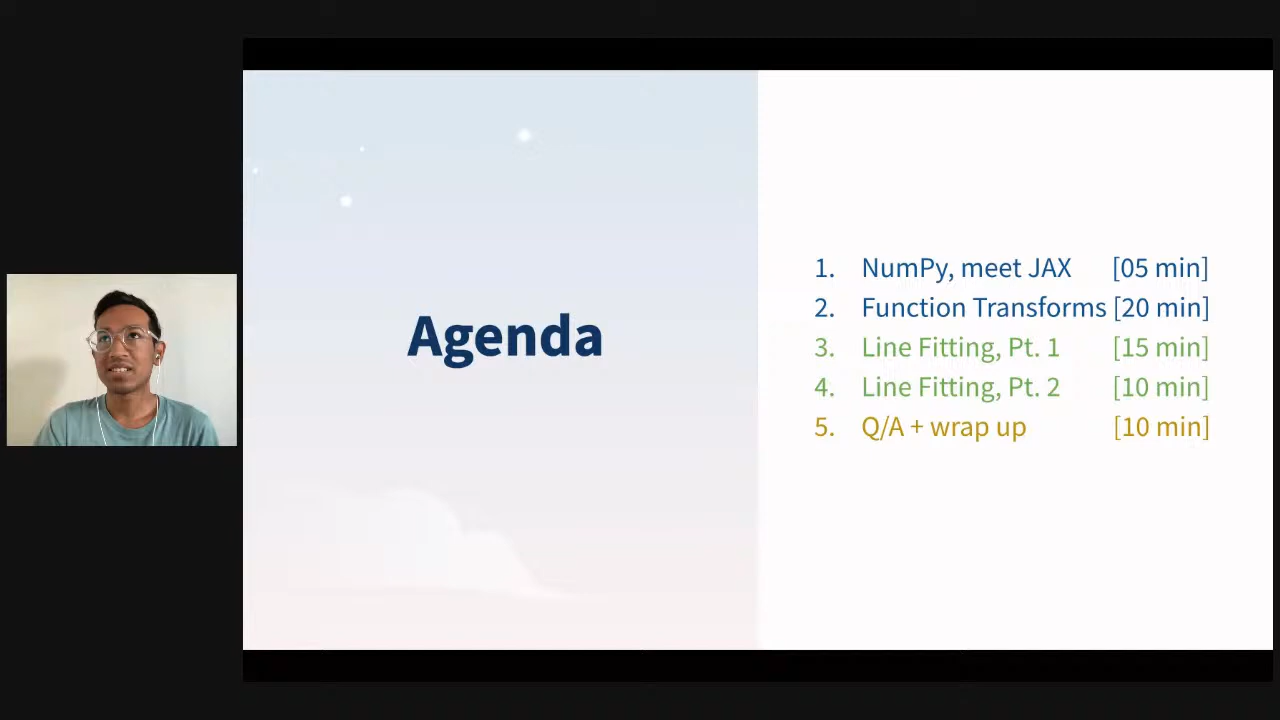 Agenda
1. NumPy, meet JAX [05 min]
2. Function Transforms [20 min]
3. Line Fitting, Pt. 1 [15 min]
4. Line Fitting, Pt. 2 [10 min]
5. Q/A + wrap up [10 min]